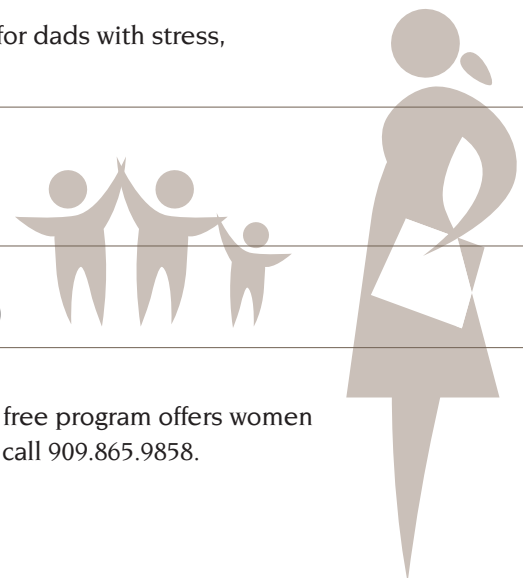 for dads with stress,
free program offers women
call 909.865.9858.